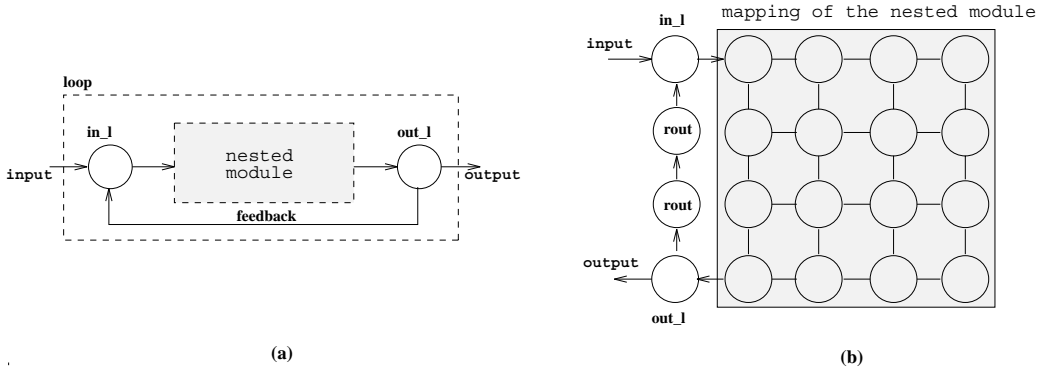 loop
in_l
out_l
nested
module
input
output
feedback
(a)
mapping of the nested module
in_l
input
rout
rout
output
out_l
(b)